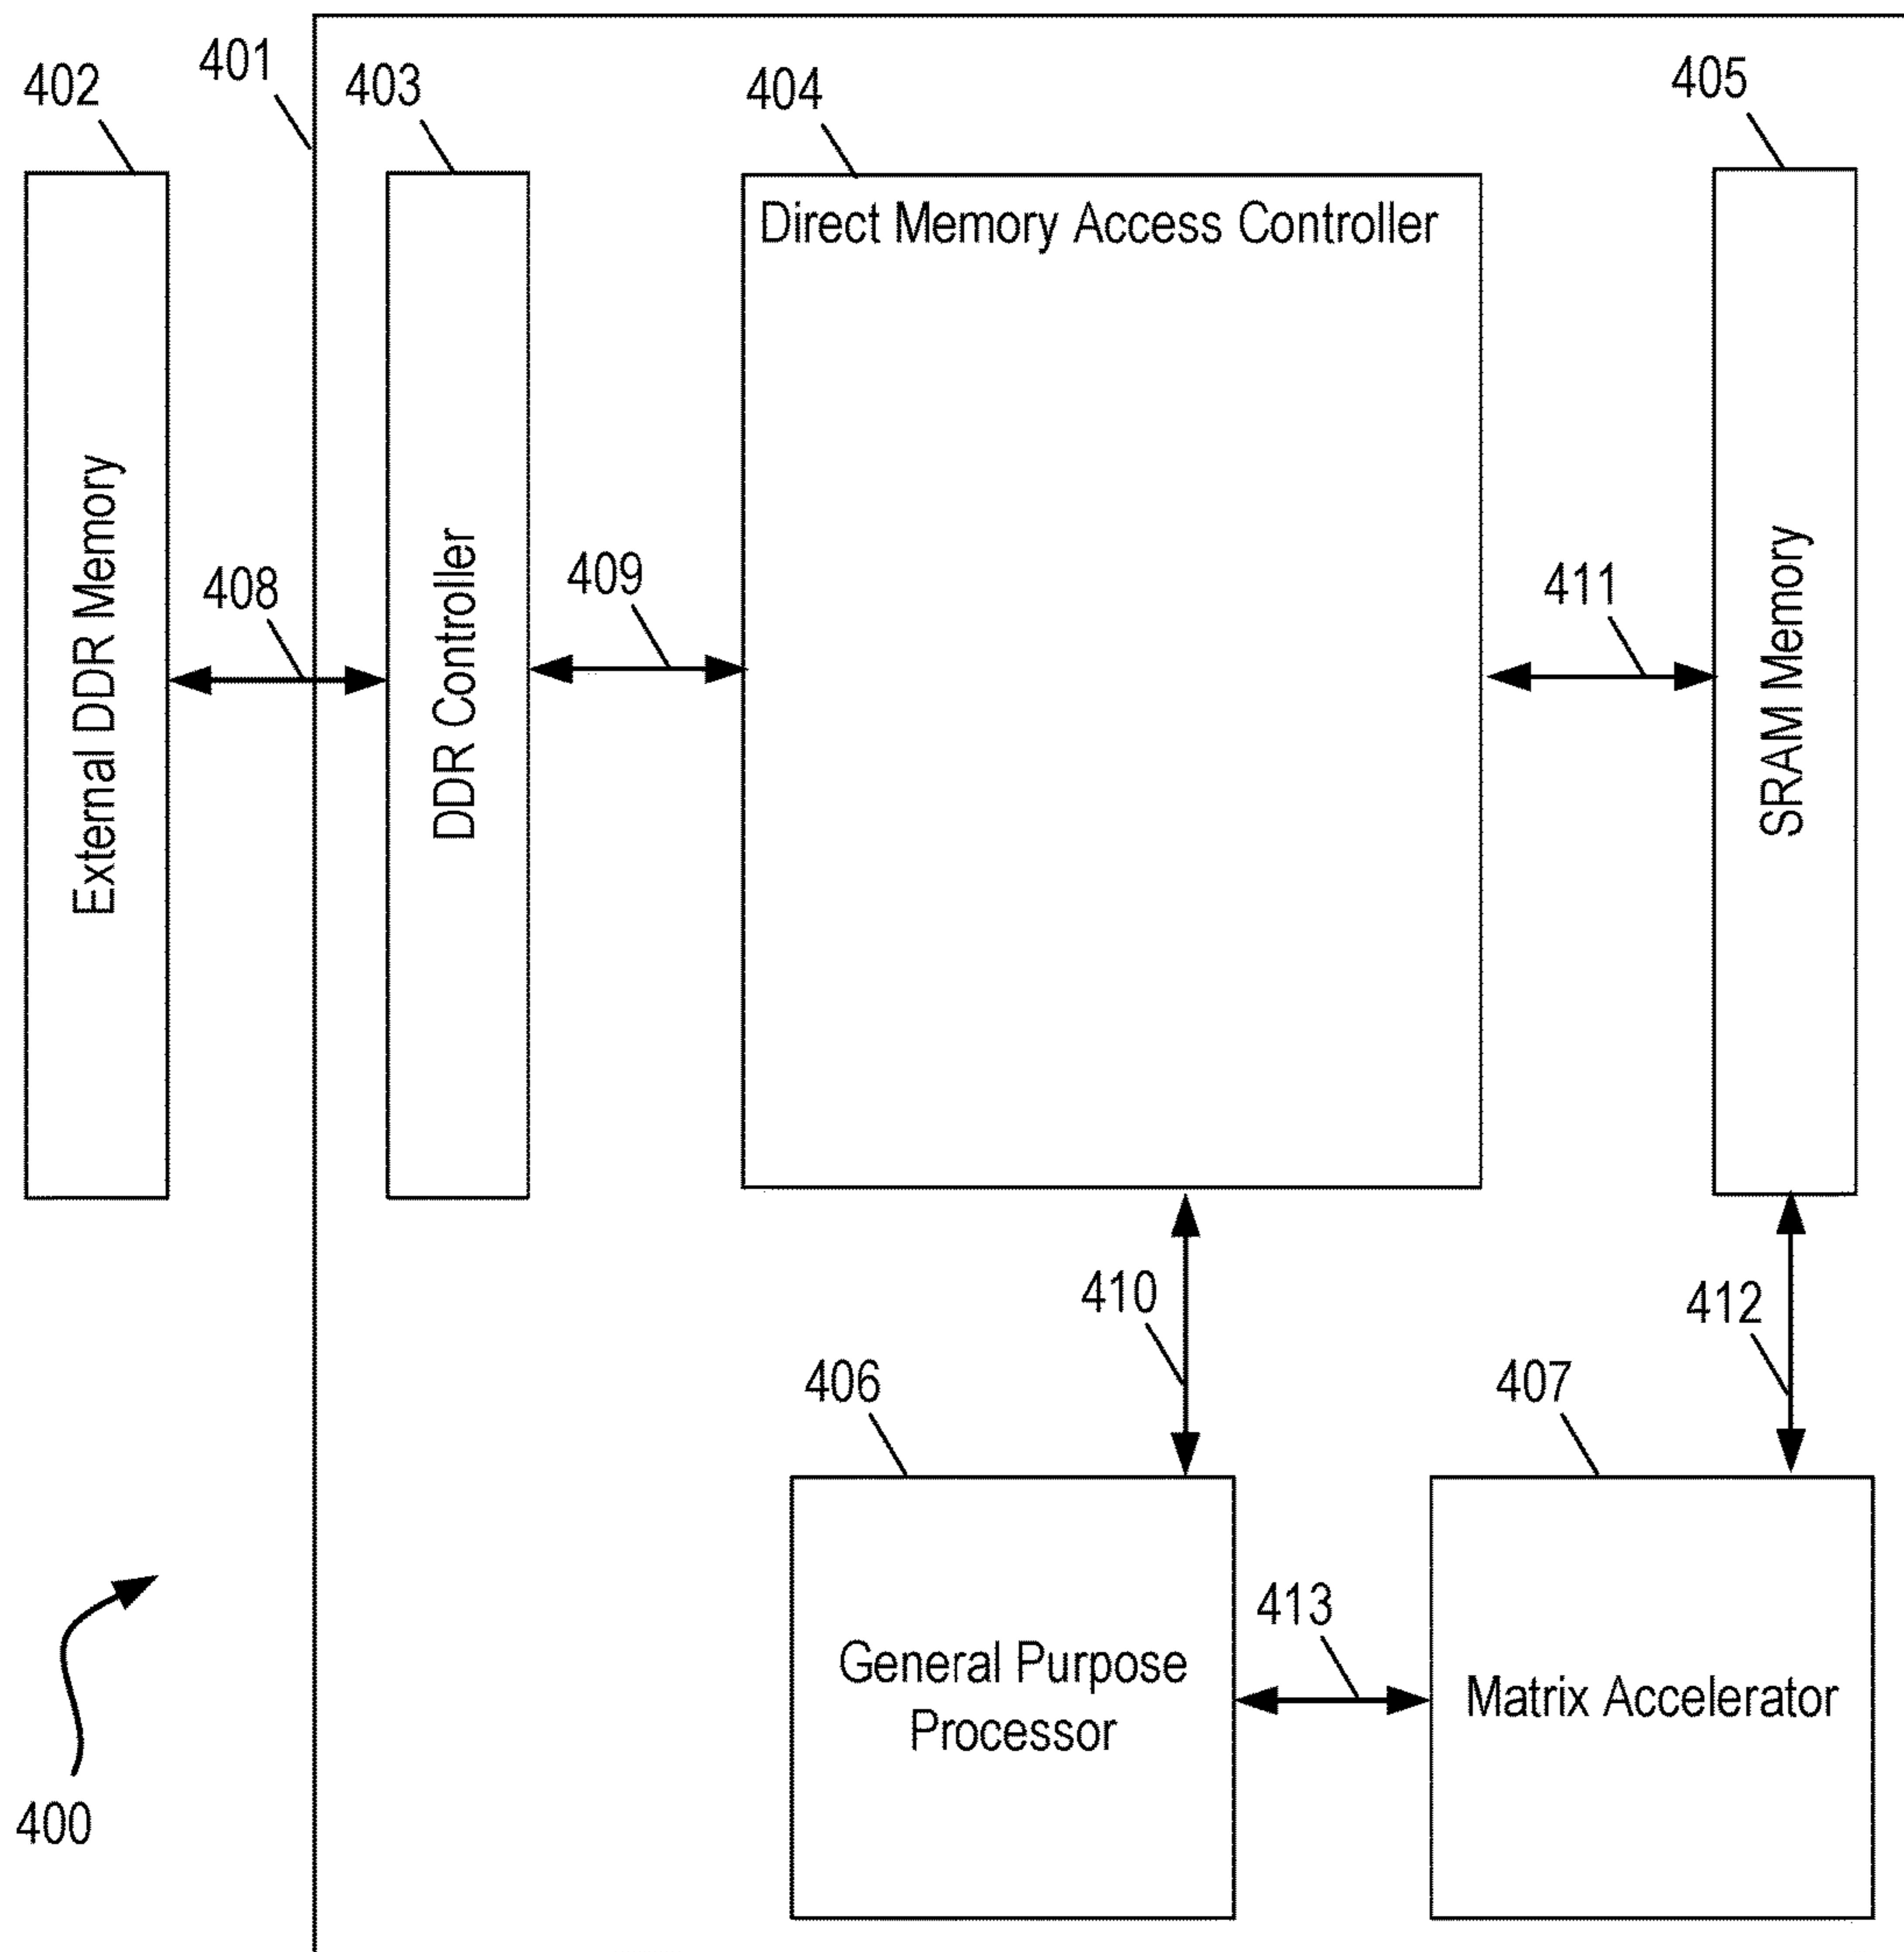 401
402
403
404
405
Direct Memory Access Controller
External DDR Memory
408
DDR Controller
409
411
SRAM Memory
410
412
406
407
General Purpose
Processor
413
Matrix Accelerator
400